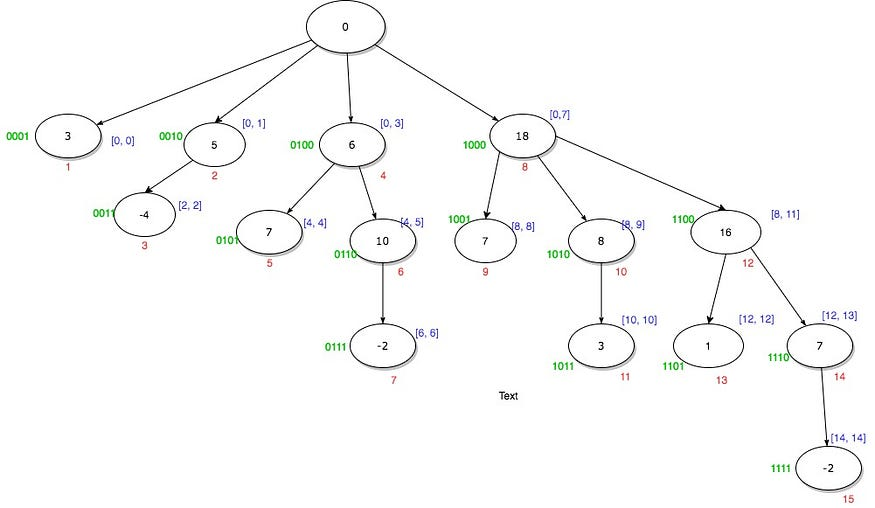 0
0001 3 [0, 0]
1
0010 5 [0, 1]
2
0100 6 [0, 3]
4
1000 18 [0,7]
8
0011 -4 [2, 2]
3
0101 7 [4, 4]
5
0110 10 [4, 5]
6
1001 7 [8, 8]
9
1010 8 [8, 9]
10
1100 16 [8, 11]
12
0111 -2 [6, 6]
7
1011 3 [10, 10]
11
1101 1 [12, 12]
13
1110 7 [12, 13]
14
Text
1111 -2 [14, 14]
15